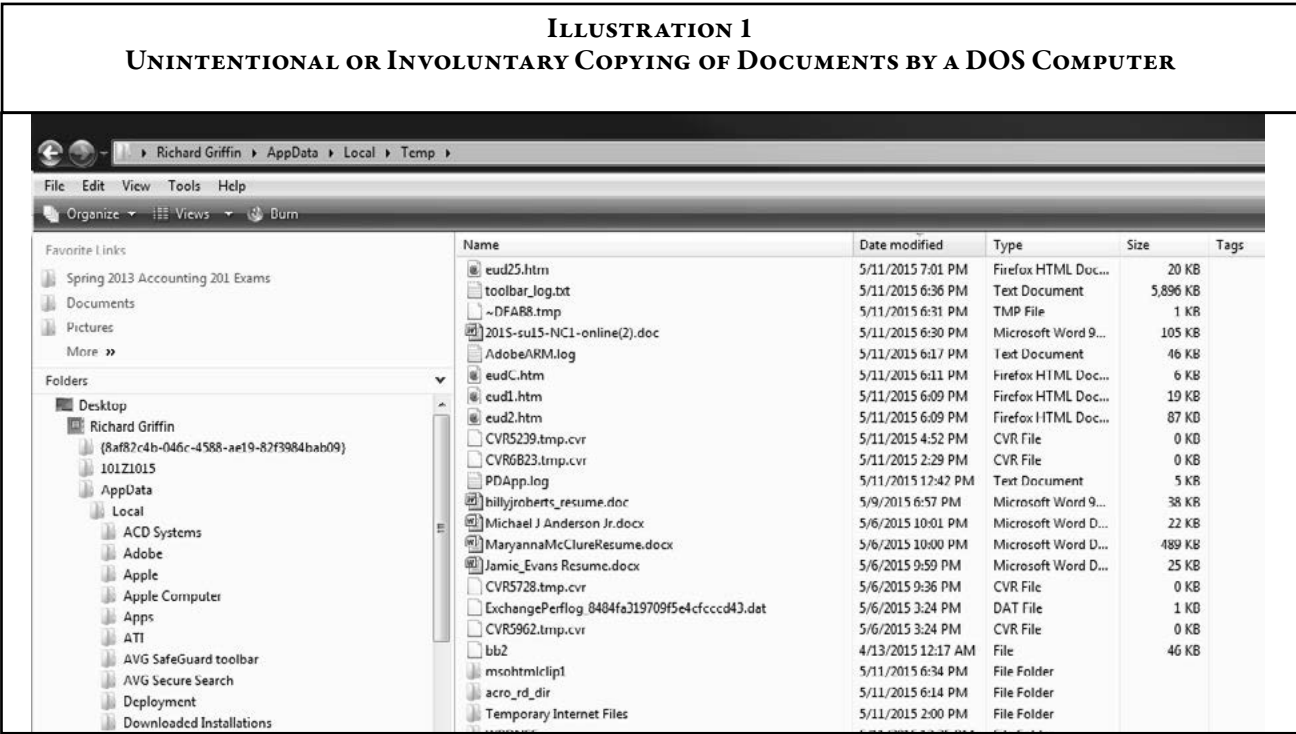 ILLUSTRATION 1
UNINTENTIONAL OR INVOLUNTARY COPYING OF DOCUMENTS BY A DOS COMPUTER
Richard Griffin ▸ AppData ▸ Local ▸ Temp ▸
File Edit View Tools Help
Organize Views Burn
Favorite Links
Spring 2013 Accounting 201 Exams
Documents
Pictures
More »
Folders
Desktop
Richard Griffin
{8af82c4b-046c-4588-ae19-82f3984bab09}
101Z1015
AppData
Local
ACD Systems
Adobe
Apple
Apple Computer
Apps
ATI
AVG SafeGuard toolbar
AVG Secure Search
Deployment
Downloaded Installations
Name Date modified Type Size Tags
eud25.htm 5/11/2015 7:01 PM Firefox HTML Doc... 20 KB
toolbar_log.txt 5/11/2015 6:36 PM Text Document 5,896 KB
~DFAB8.tmp 5/11/2015 6:31 PM TMP File 1 KB
201S-su15-NC1-online(2).doc 5/11/2015 6:30 PM Microsoft Word 9... 105 KB
AdobeARM.log 5/11/2015 6:17 PM Text Document 46 KB
eudC.htm 5/11/2015 6:11 PM Firefox HTML Doc... 6 KB
eud1.htm 5/11/2015 6:09 PM Firefox HTML Doc... 19 KB
eud2.htm 5/11/2015 6:09 PM Firefox HTML Doc... 87 KB
CVR5239.tmp.cvr 5/11/2015 4:52 PM CVR File 0 KB
CVR6B23.tmp.cvr 5/11/2015 2:29 PM CVR File 0 KB
PDApp.log 5/11/2015 12:42 PM Text Document 5 KB
billyjroberts_resume.doc 5/9/2015 6:57 PM Microsoft Word 9... 38 KB
Michael J Anderson Jr.docx 5/6/2015 10:01 PM Microsoft Word D... 22 KB
MaryannaMcClureResume.docx 5/6/2015 10:00 PM Microsoft Word D... 489 KB
Jamie_Evans Resume.docx 5/6/2015 9:59 PM Microsoft Word D... 25 KB
CVR5728.tmp.cvr 5/6/2015 9:36 PM CVR File 0 KB
ExchangePerflog_8484fa319709f5e4cfcccd43.dat 5/6/2015 3:24 PM DAT File 1 KB
CVR5962.tmp.cvr 5/6/2015 3:24 PM CVR File 0 KB
bb2 4/13/2015 12:17 AM File 46 KB
msohtmlclip1 5/11/2015 6:34 PM File Folder
acro_rd_dir 5/11/2015 6:14 PM File Folder
Temporary Internet Files 5/11/2015 2:00 PM File Folder